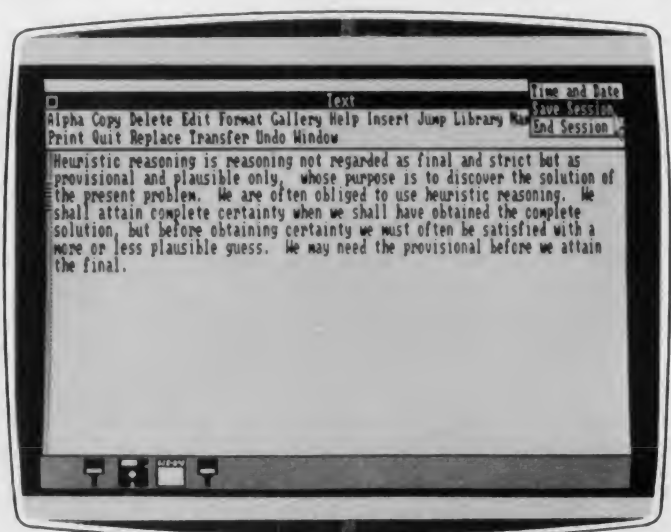 Text
Time and Date
Save Session
End Session
Alpha Copy Delete Edit Format Gallery Help Insert Jump Library
Print Quit Replace Transfer Undo Window
Heuristic reasoning is reasoning not regarded as final and strict but as
provisional and plausible only, whose purpose is to discover the solution of
the present problem. We are often obliged to use heuristic reasoning. We
shall attain complete certainty when we shall have obtained the complete
solution, but before obtaining certainty we must often be satisfied with a
more or less plausible guess. We may need the provisional before we attain
the final.